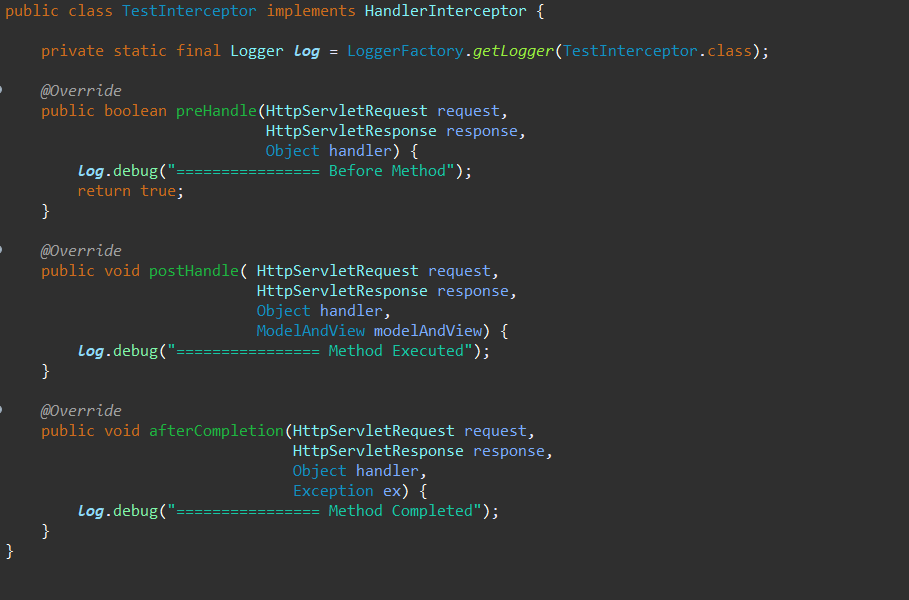 public class TestInterceptor implements HandlerInterceptor {
private static final Logger log = LoggerFactory.getLogger(TestInterceptor.class);
@Override
public boolean preHandle(HttpServletRequest request,
HttpServletResponse response,
Object handler) {
log.debug("================ Before Method");
return true;
}
@Override
public void postHandle( HttpServletRequest request,
HttpServletResponse response,
Object handler,
ModelAndView modelAndView) {
log.debug("================ Method Executed");
}
@Override
public void afterCompletion(HttpServletRequest request,
HttpServletResponse response,
Object handler,
Exception ex) {
log.debug("================ Method Completed");
}
}